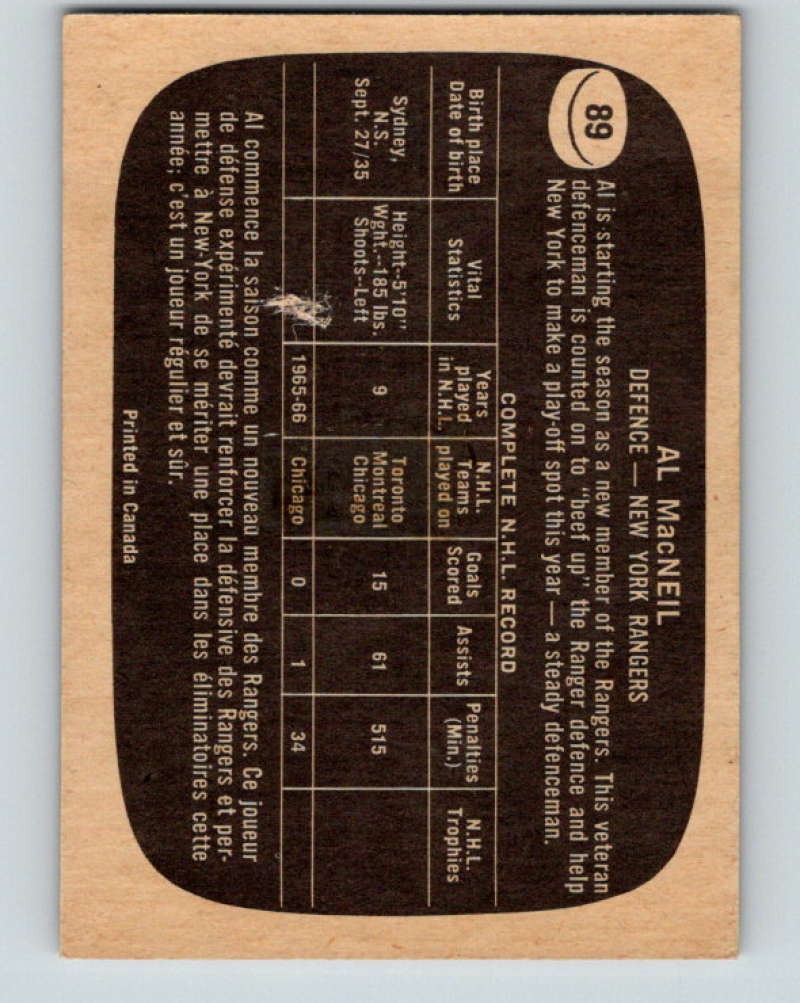 AL MacNEIL
DEFENCE — NEW YORK RANGERS
89
Al is starting the season as a new member of the Rangers. This veteran
defenceman is counted on to "beef up" the Ranger defence and help
New York to make a play-off spot this year — a steady defenceman.
COMPLETE N.H.L. RECORD
Birth place
Date of birth
Vital
Statistics
Years
played
in N.H.L.
N.H.L.
Teams
played on
Goals
Scored
Assists
Penalties
(Min.)
N.H.L.
Trophies
Sydney,
N.S.
Sept. 27/35
Height--5'10"
Wght.--185 lbs.
Shoots--Left
9
Toronto
Montreal
Chicago
15
61
515
1965-66
Chicago
0
1
34
Al commence la saison comme un nouveau membre des Rangers. Ce joueur
de défense expérimenté devrait renforcer la défensive des Rangers et per-
mettre à New-York de se mériter une place dans les éliminatoires cette
année; c'est un joueur régulier et sûr.
Printed in Canada